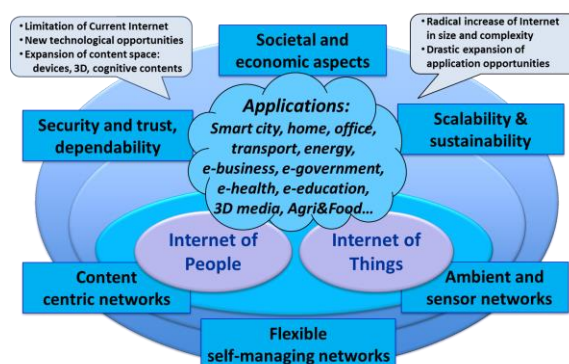 • Limitation of Current Internet
• New technological opportunities
• Expansion of content space:
devices, 3D, cognitive contents
Societal and
economic aspects
• Radical increase of Internet
in size and complexity
• Drastic expansion of
application opportunities
Security and trust,
dependability
Applications:
Smart city, home, office,
transport, energy,
e-business, e-government,
e-health, e-education,
3D media, Agri&Food...
Scalability &
sustainability
Internet of
People
Internet of
Things
Content
centric networks
Ambient and
sensor networks
Flexible
self-managing networks